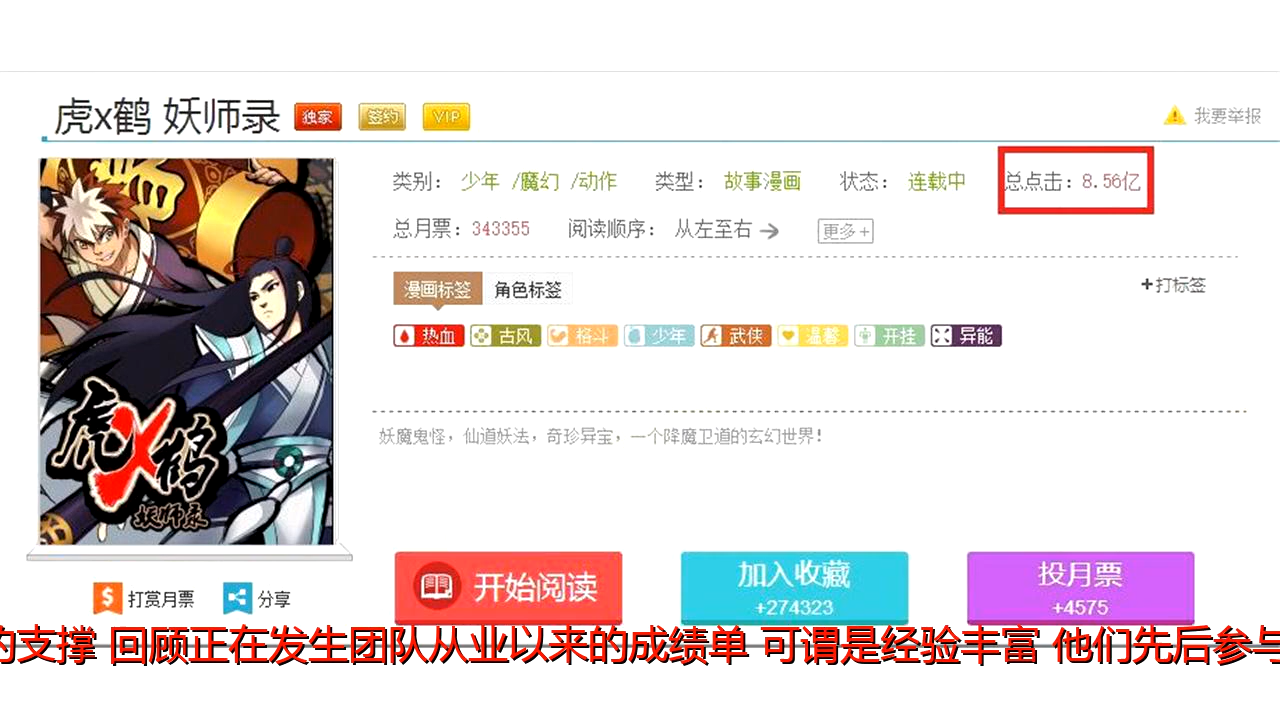 虎x鹤 妖师录 独家 签约 VIP
我要举报
类别： 少年 /魔幻 /动作 类型： 故事漫画 状态： 连载中 总点击：8.56亿
总月票：343355 阅读顺序： 从左至右 更多+
漫画标签 角色标签
+打标签
热血 古风 格斗 少年 武侠 温馨 开挂 异能
妖魔鬼怪，仙道妖法，奇珍异宝，一个降魔卫道的玄幻世界！
虎X鹤
妖师录
开始阅读
加入收藏
+274323
投月票
+4575
打赏月票 分享
的支撑 回顾正在发生团队从业以来的成绩单 可谓是经验丰富 他们先后参与